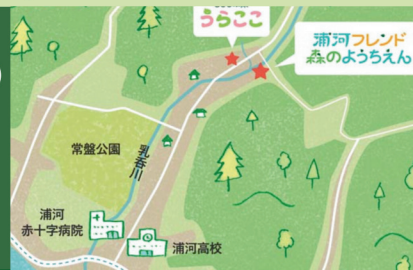 うらここ
浦河フレンド
森のようちえん
常盤公園
乳呑川
浦河
赤十字病院
浦河高校